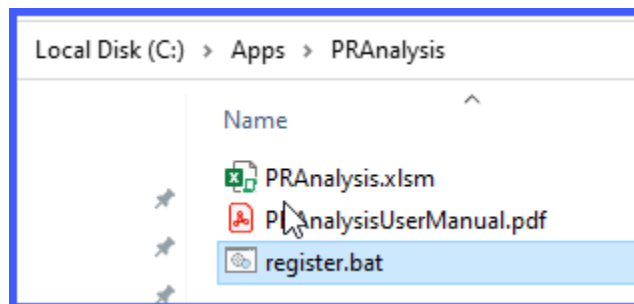 Local Disk (C:) > Apps > PRAnalysis
Name
PRAnalysis.xlsm
PRAnalysisUserManual.pdf
register.bat